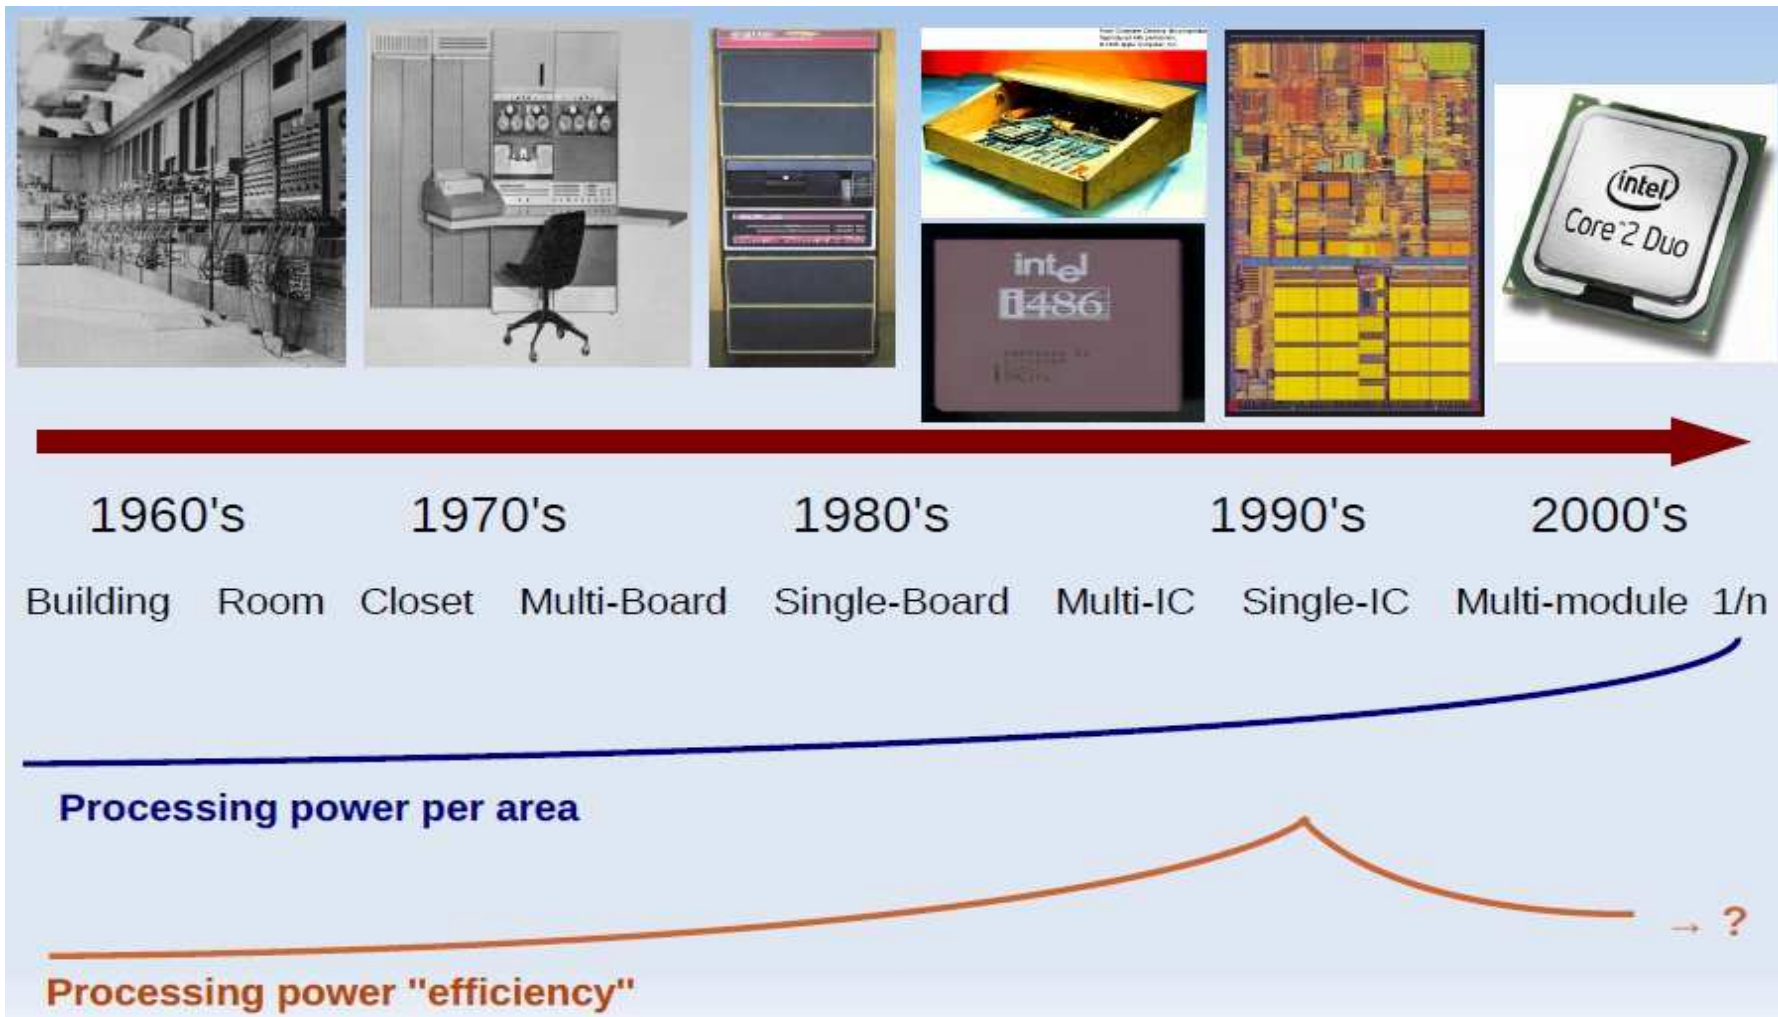 intel
i486
intel
Core 2 Duo
1960's 1970's 1980's 1990's 2000's
Building Room Closet Multi-Board Single-Board Multi-IC Single-IC Multi-module 1/n
Processing power per area
→ ?
Processing power "efficiency"